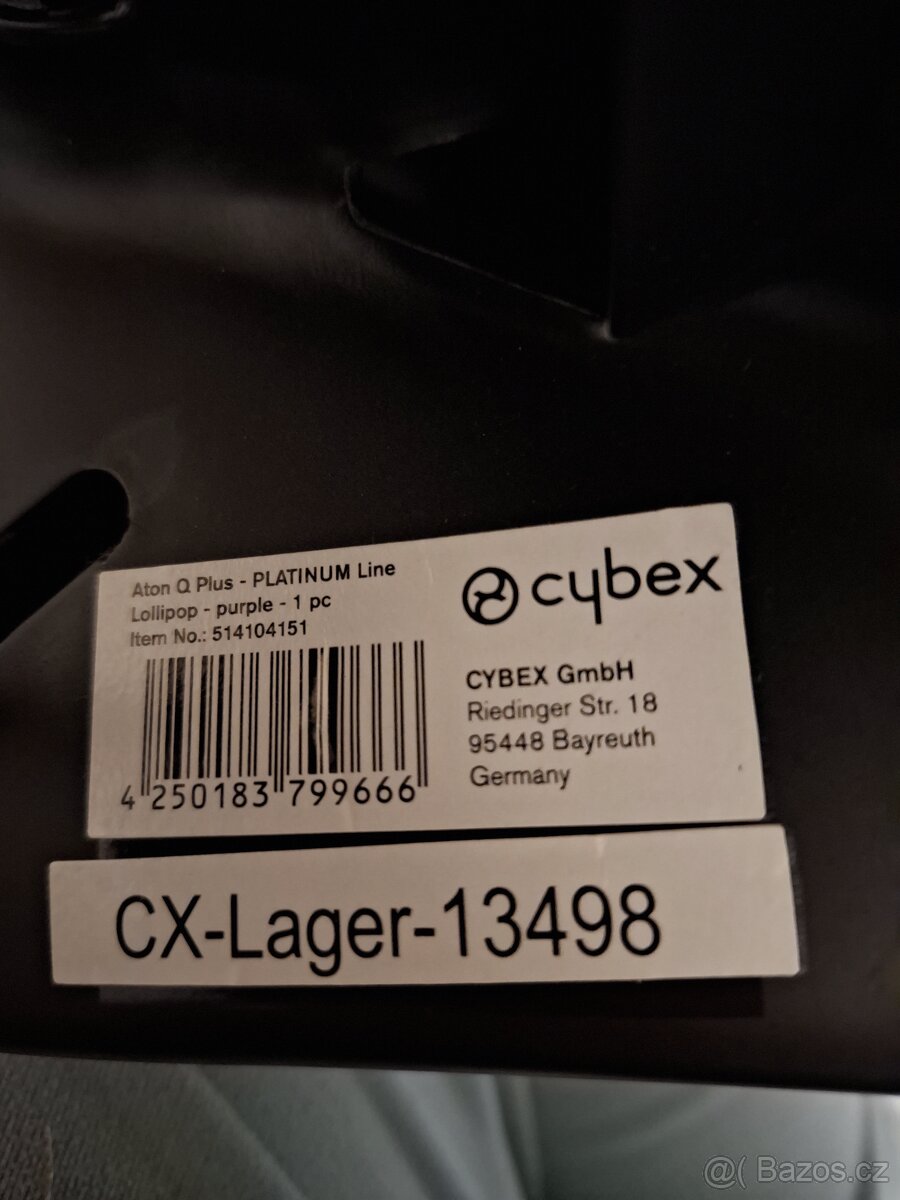 Aton Q Plus - PLATINUM Line
Lollipop - purple - 1 pc
Item No.: 514104151
4 250183 799666
cybex
CYBEX GmbH
Riedinger Str. 18
95448 Bayreuth
Germany
CX-Lager-13498
@( Bazos.cz